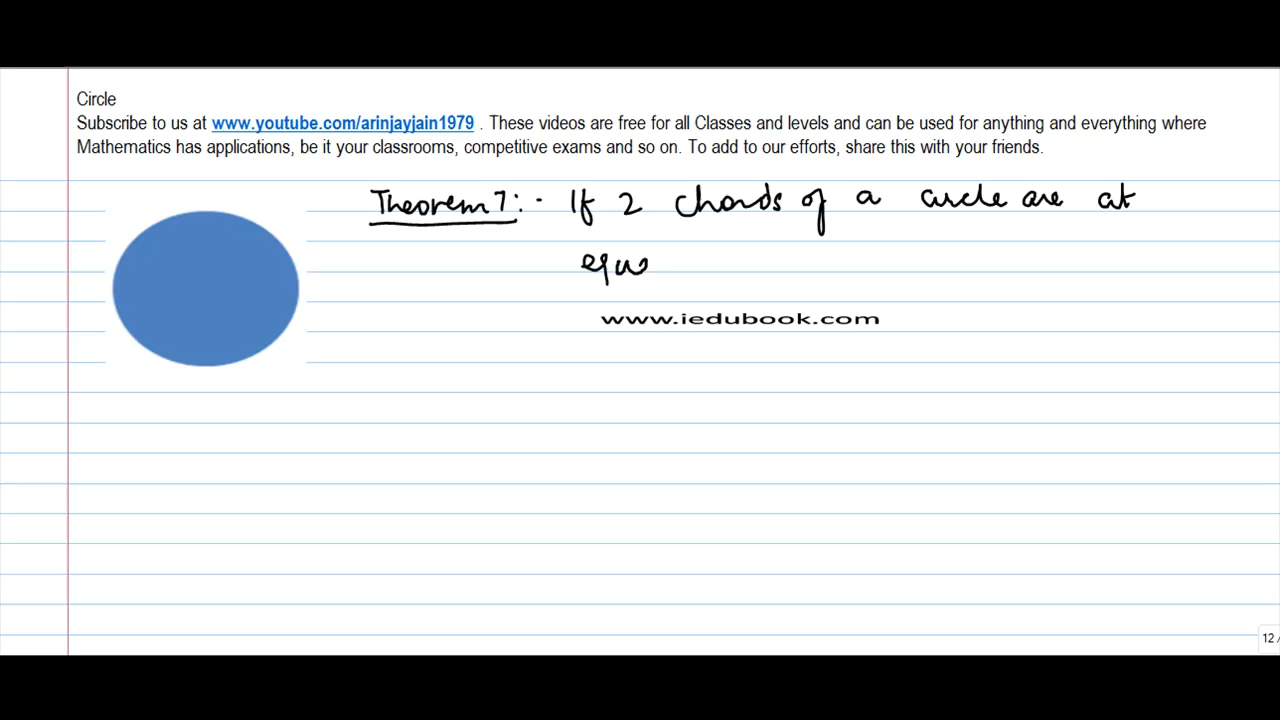 Circle
Subscribe to us at www.youtube.com/arinjayjain1979 . These videos are free for all Classes and levels and can be used for anything and everything where
Mathematics has applications, be it your classrooms, competitive exams and so on. To add to our efforts, share this with your friends.
Theorem 7:- If 2 chords of a circle are at
equa
www.iedubook.com
12